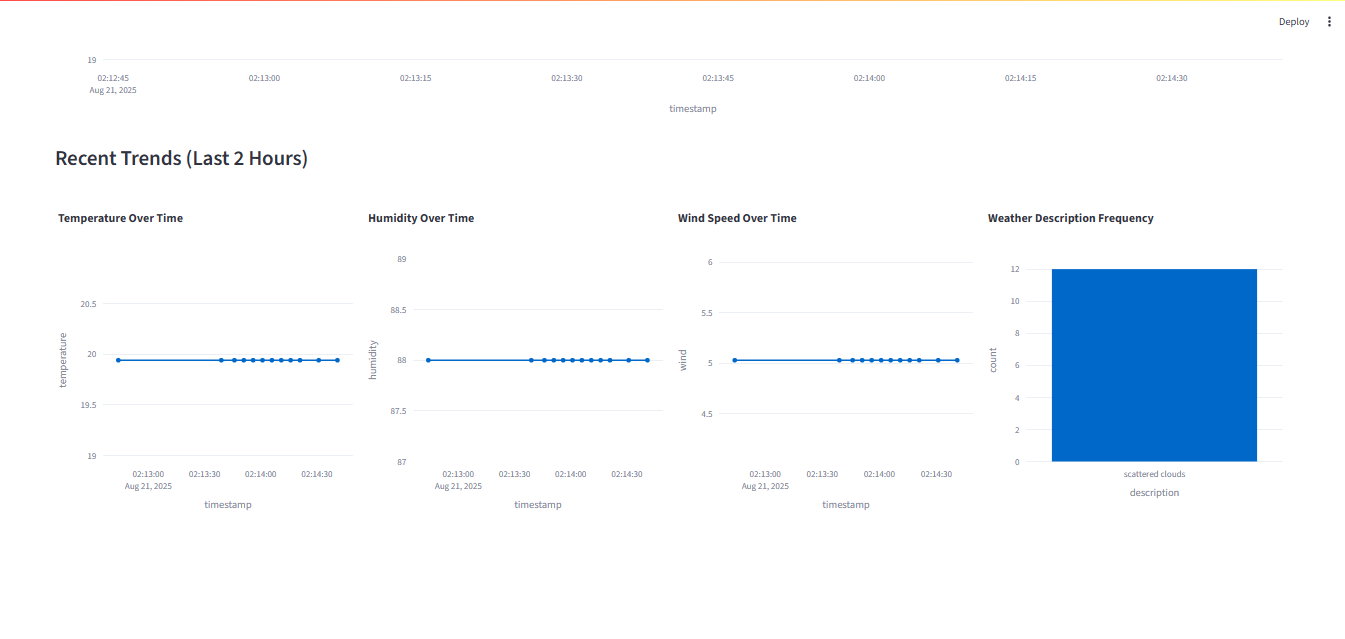 Deploy
19
02:12:45 02:13:00 02:13:15 02:13:30 02:13:45 02:14:00 02:14:15 02:14:30
Aug 21, 2025
timestamp
Recent Trends (Last 2 Hours)
Temperature Over Time
20.5
20
19.5
19
temperature
02:13:00 02:13:30 02:14:00 02:14:30
Aug 21, 2025
timestamp
Humidity Over Time
89
88.5
88
87.5
87
humidity
02:13:00 02:13:30 02:14:00 02:14:30
Aug 21, 2025
timestamp
Wind Speed Over Time
6
5.5
5
4.5
wind
02:13:00 02:13:30 02:14:00 02:14:30
Aug 21, 2025
timestamp
Weather Description Frequency
12
10
8
6
4
2
0
count
scattered clouds
description